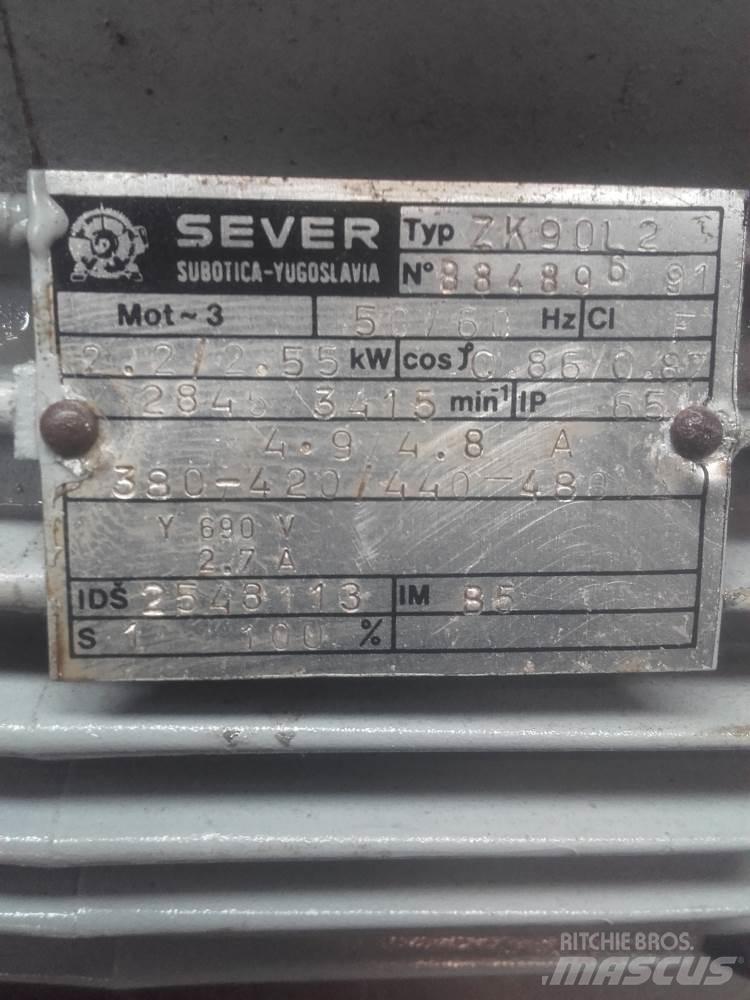 SEVER
SUBOTICA-YUGOSLAVIA
Typ ZK90L2
N° 884896 91
Mot~3 50/60 Hz Cl F
2.2/2.55 kW cosφ 0.86/0.87
2845 3415 min⁻¹ IP 65
4.9 4.8 A
380-420/440-480
Y 690 V
2.7 A
IDŠ 2548113 IM B5
S 1 100 %
RITCHIE BROS.
MASCUS